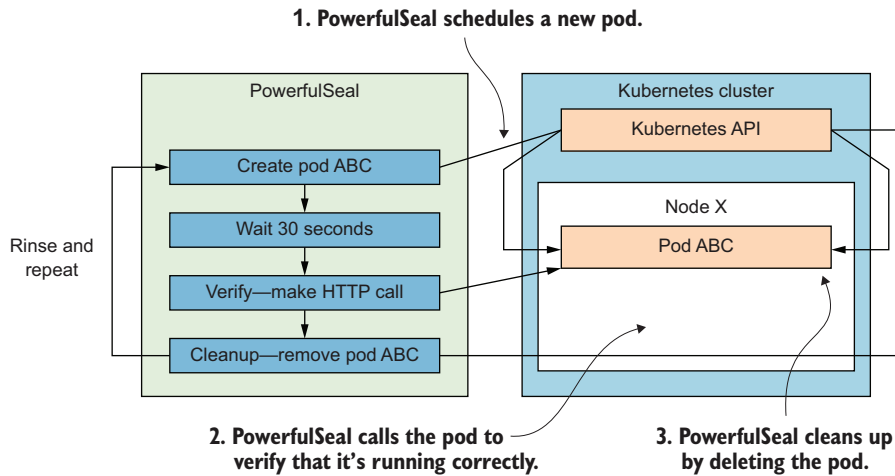 1. PowerfulSeal schedules a new pod.
PowerfulSeal
Kubernetes cluster
Kubernetes API
Create pod ABC
Node X
Wait 30 seconds
Pod ABC
Rinse and
repeat
Verify—make HTTP call
Cleanup—remove pod ABC
2. PowerfulSeal calls the pod to
verify that it's running correctly.
3. PowerfulSeal cleans up
by deleting the pod.